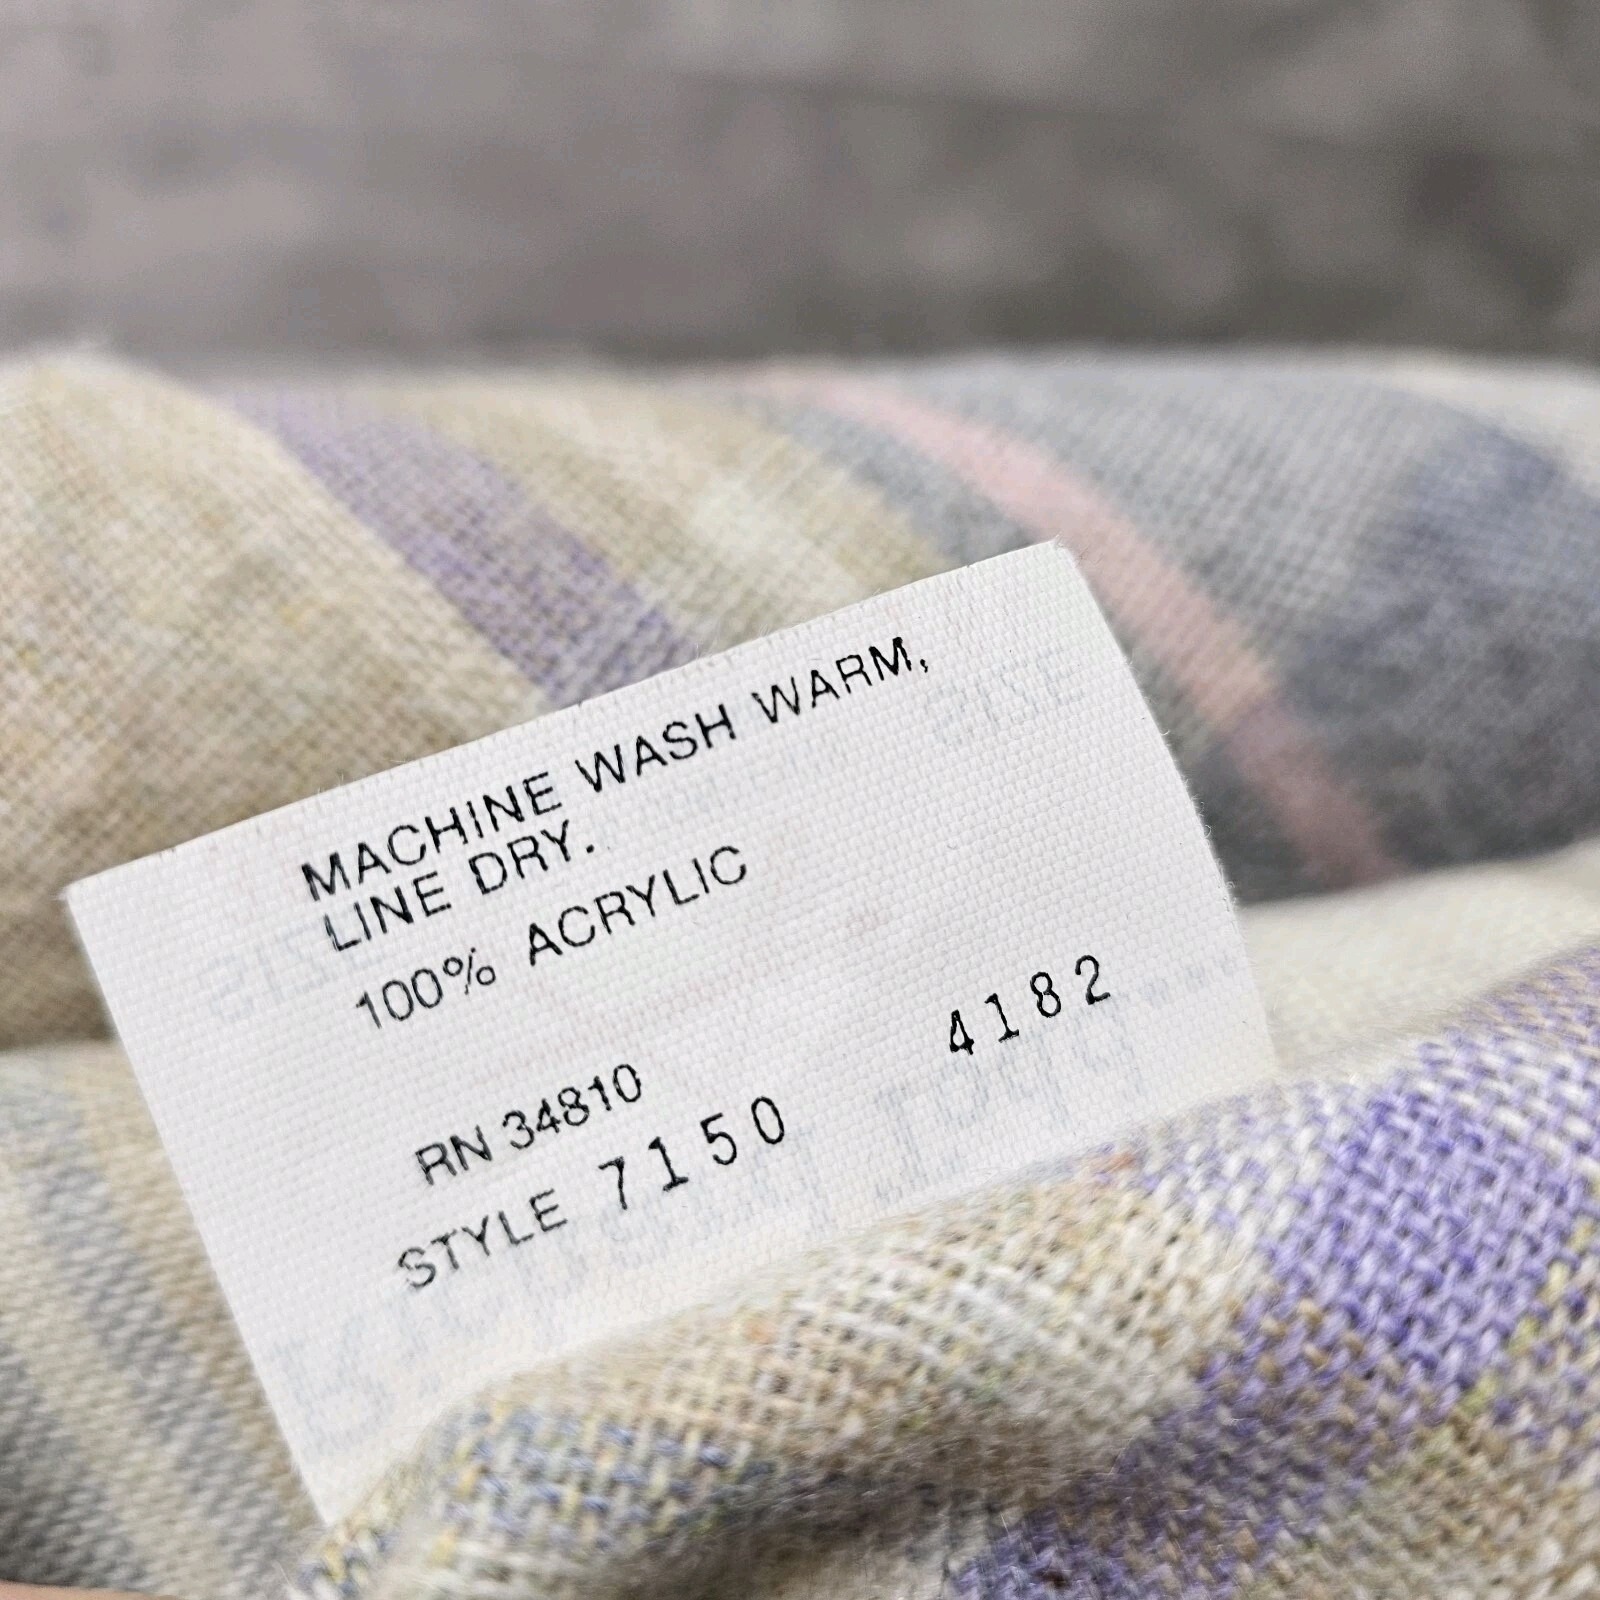 MACHINE WASH WARM,
LINE DRY.
100% ACRYLIC
4182
RN 34810
STYLE 7150